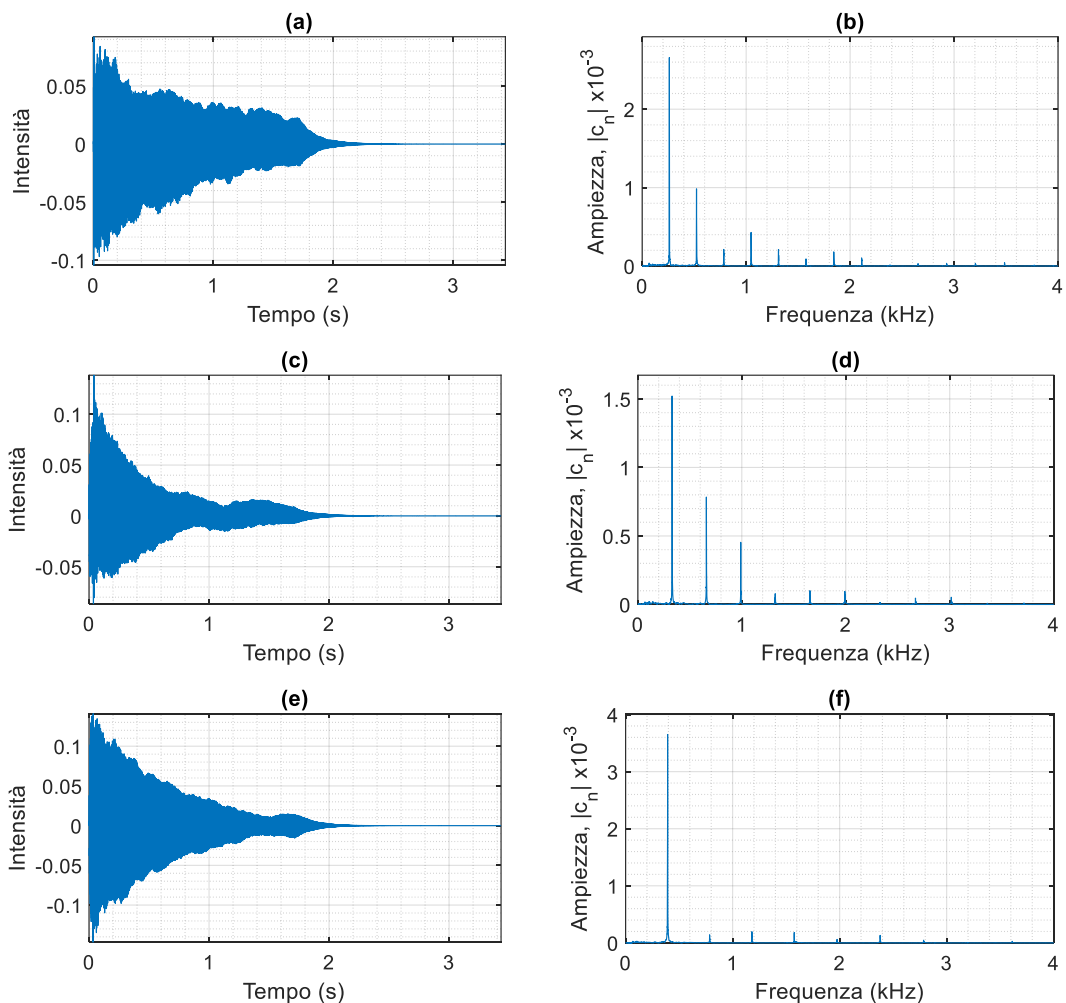 (a)
Intensità
0.05
0
-0.05
-0.1
0 1 2 3
Tempo (s)
(b)
Ampiezza, |c_n| x10^-3
2
1
0
0 1 2 3 4
Frequenza (kHz)
(c)
Intensità
0.1
0.05
0
-0.05
0 1 2 3
Tempo (s)
(d)
Ampiezza, |c_n| x10^-3
1.5
1
0.5
0
0 1 2 3 4
Frequenza (kHz)
(e)
Intensità
0.1
0.05
0
-0.05
-0.1
0 1 2 3
Tempo (s)
(f)
Ampiezza, |c_n| x10^-3
4
3
2
1
0
0 1 2 3 4
Frequenza (kHz)